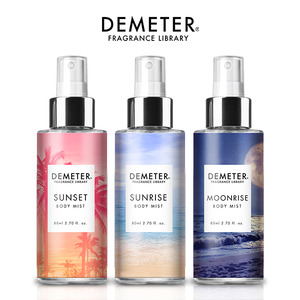 DEMETER®
FRAGRANCE LIBRARY
DEMETER®
FRAGRANCE LIBRARY
SUNSET
BODY MIST
80ml 2.70 fl. oz.
DEMETER®
FRAGRANCE LIBRARY
SUNRISE
BODY MIST
80ml 2.70 fl. oz.
DEMETER®
FRAGRANCE LIBRARY
MOONRISE
BODY MIST
80ml 2.70 fl. oz.